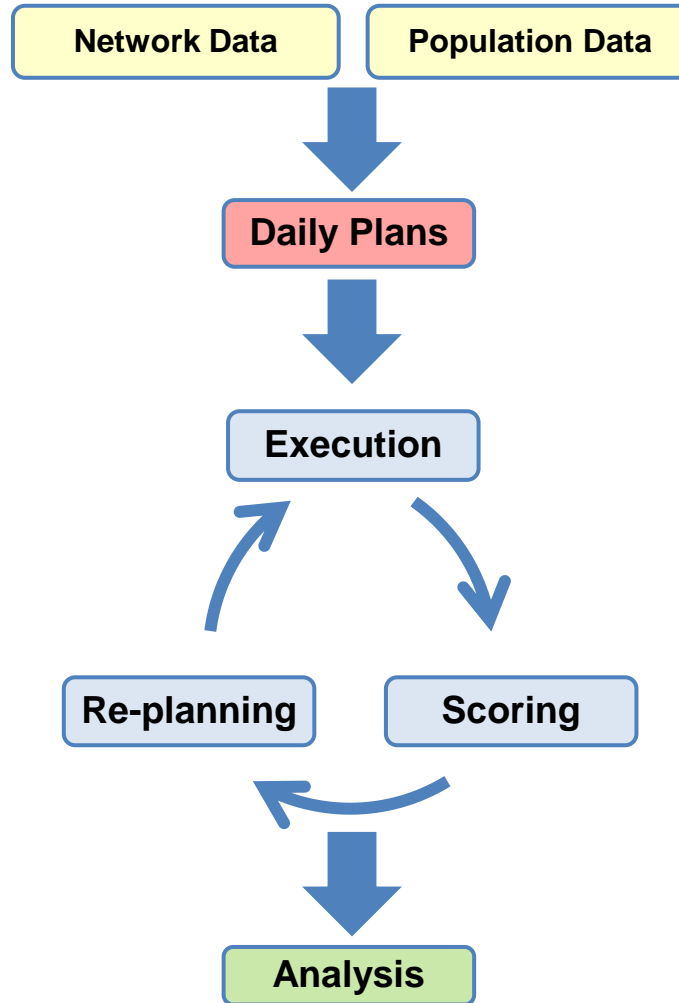 Network Data
Population Data
Daily Plans
Execution
Re-planning
Scoring
Analysis